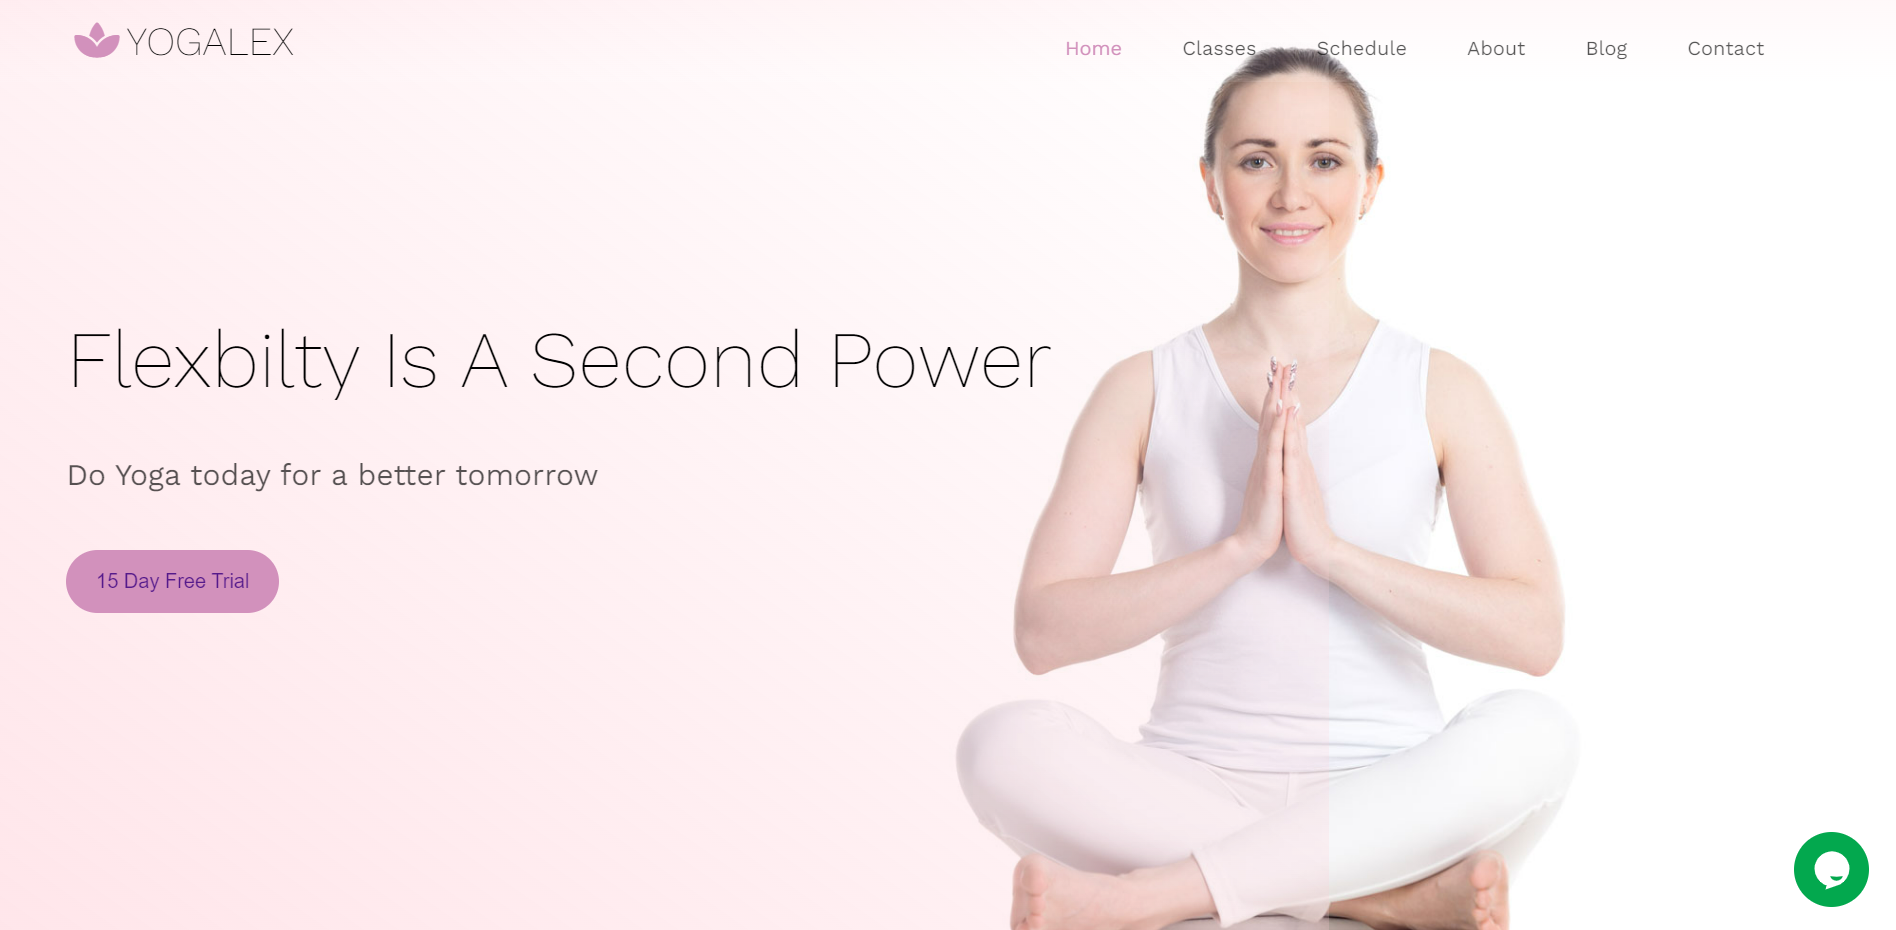 YOGALEX
Home Classes Schedule About Blog Contact
Flexbilty Is A Second Power
Do Yoga today for a better tomorrow
15 Day Free Trial